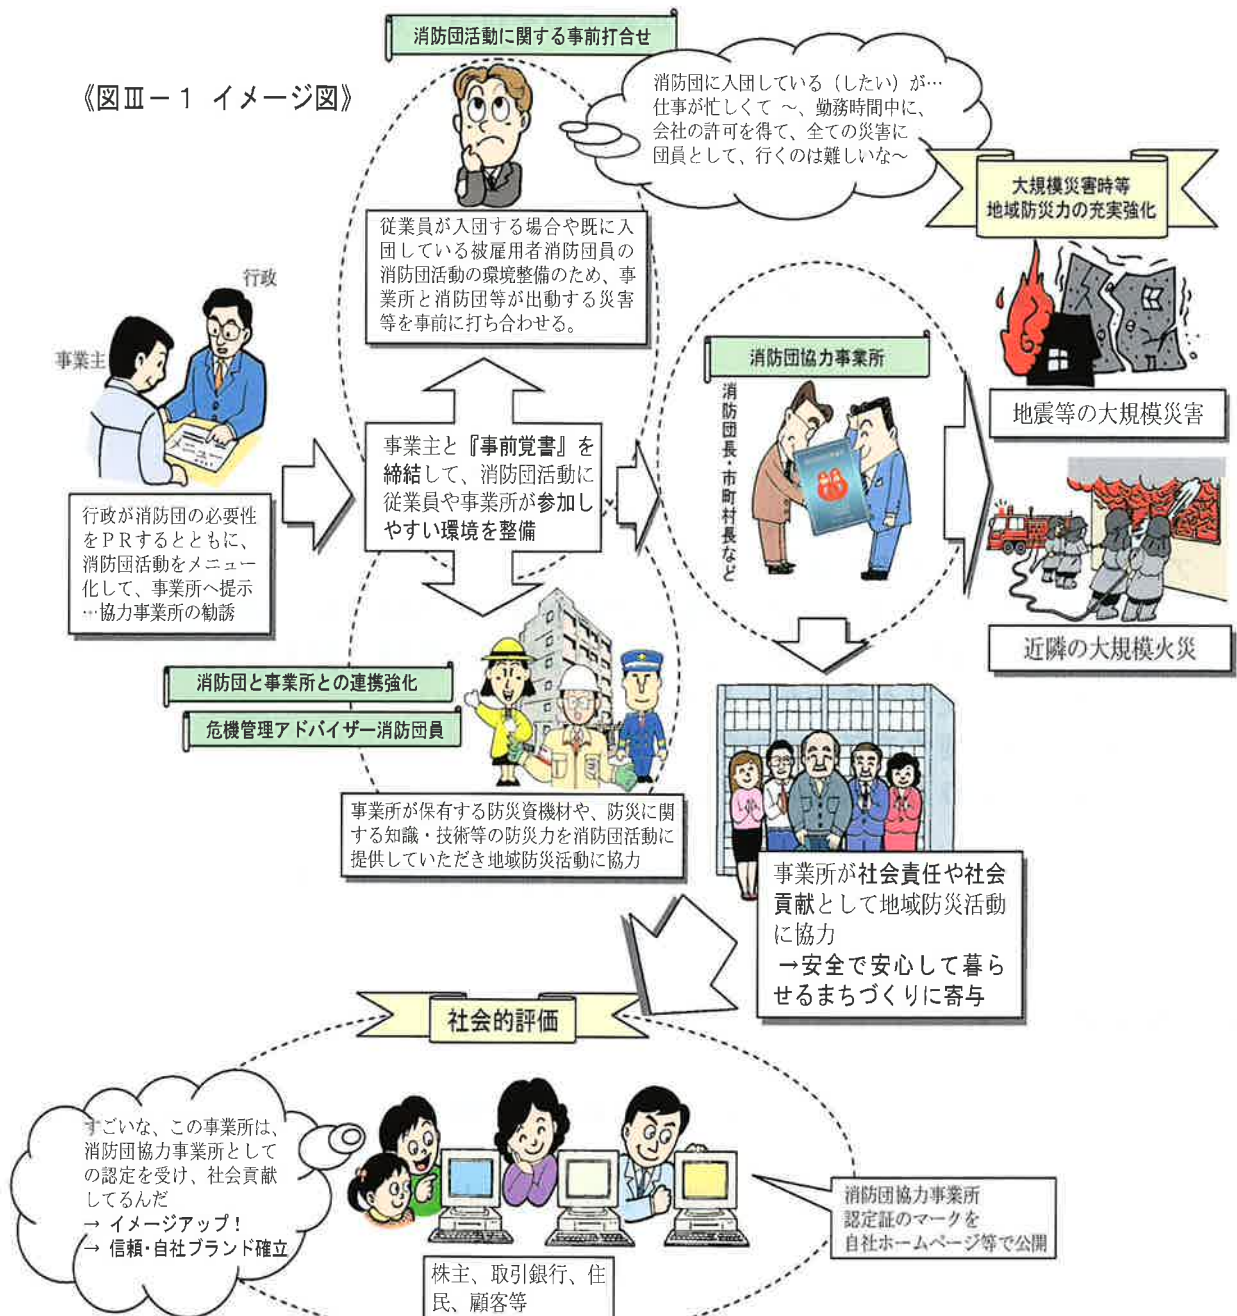 消防団活動に関する事前打合せ
《図Ⅲ－１ イメージ図》
消防団に入団している（したい）が…
仕事が忙しくて ～、勤務時間中に、
会社の許可を得て、全ての災害に
団員として、行くのは難しいな～
大規模災害時等
地域防災力の充実強化
従業員が入団する場合や既に入
団している被雇用者消防団員の
消防団活動の環境整備のため、事
業所と消防団等が出動する災害
等を事前に打ち合わせる。
行政
事業主
消防団協力事業所
消防団長・市町村長など
地震等の大規模災害
事業主と『事前覚書』を
締結して、消防団活動に
従業員や事業所が参加し
やすい環境を整備
行政が消防団の必要性
をＰＲするとともに、
消防団活動をメニュー
化して、事業所へ提示
…協力事業所の勧誘
近隣の大規模火災
消防団と事業所との連携強化
危機管理アドバイザー消防団員
事業所が保有する防災資機材や、防災に関
する知識・技術等の防災力を消防団活動に
提供していただき地域防災活動に協力
事業所が社会責任や社会
貢献として地域防災活動
に協力
→安全で安心して暮ら
せるまちづくりに寄与
社会的評価
すごいな、この事業所は、
消防団協力事業所として
の認定を受け、社会貢献
してるんだ
→ イメージアップ！
→ 信頼・自社ブランド確立
消防団協力事業所
認定証のマークを
自社ホームページ等で公開
株主、取引銀行、住
民、顧客等